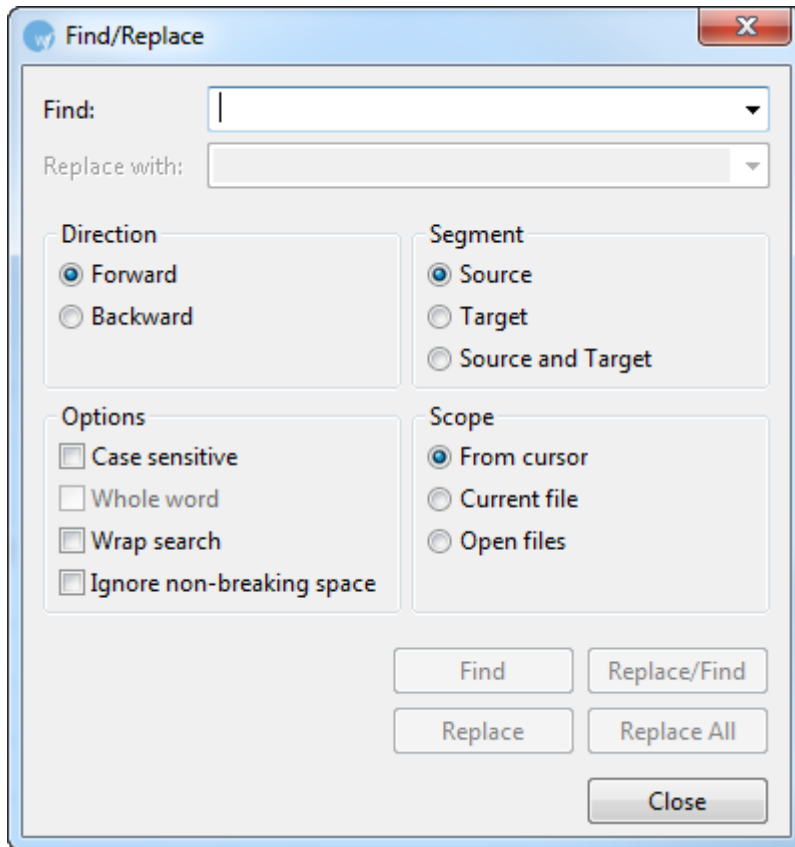 Find/Replace
Find:
Replace with:
Direction
Forward
Backward
Segment
Source
Target
Source and Target
Options
Case sensitive
Whole word
Wrap search
Ignore non-breaking space
Scope
From cursor
Current file
Open files
Find
Replace/Find
Replace
Replace All
Close